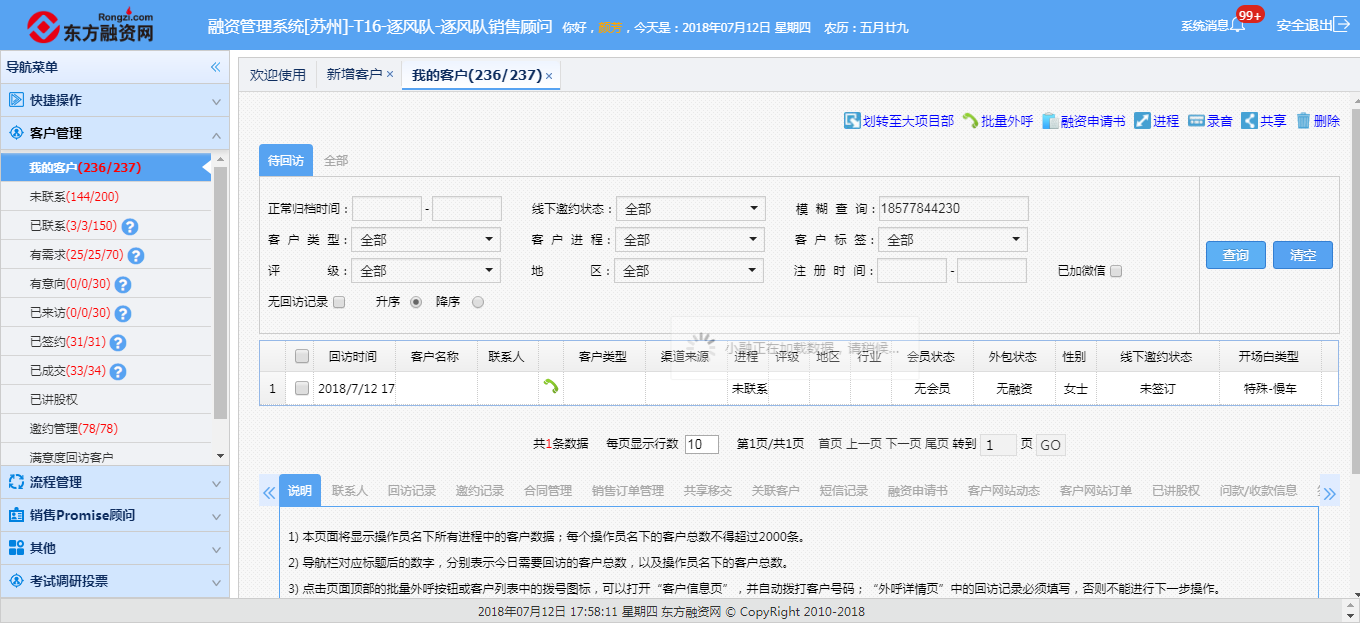 Rongzi.com
东方融资网
融资管理系统[苏州]-T16-逐风队-逐风队销售顾问 你好，颜秀，今天是：2018年07月12日 星期四 农历：五月廿九
系统消息 99+ 安全退出
导航菜单
欢迎使用 新增客户 × 我的客户(236/237) ×
快捷操作
客户管理
我的客户(236/237)
未联系(144/200)
已联系(3/3/150) ?
有需求(25/25/70) ?
有意向(0/0/30) ?
已来访(0/0/30) ?
已签约(31/31) ?
已成交(33/34) ?
已讲股权
邀约管理(78/78)
满意度回访客户
流程管理
销售Promise顾问
其他
考试调研投票
划转至大项目部 批量外呼 融资申请书 进程 录音 共享 删除
待回访 全部
正常归档时间： - 线下邀约状态： 全部 模 糊 查 询： 18577844230
客 户 类 型： 全部 客 户 进 程： 全部 客 户 标 签： 全部
评 级： 全部 地 区： 全部 注 册 时 间： - 已加微信
无回访记录 升序 降序
查询 清空
小融正在加载数据，请稍候...
回访时间 客户名称 联系人 客户类型 渠道来源 进程 评级 地区 行业 会员状态 外包状态 性别 线下邀约状态 开场白类型
1 2018/7/12 17 未联系 无会员 无融资 女士 未签订 特殊-慢车
共1条数据 每页显示行数 10 第1页/共1页 首页 上一页 下一页 尾页 转到 1 页 GO
说明 联系人 回访记录 邀约记录 合同管理 销售订单管理 共享移交 关联客户 短信记录 融资申请书 客户网站动态 客户网站订单 已讲股权 问款/收款信息
1) 本页面将显示操作员名下所有进程中的客户数据；每个操作员名下的客户总数不得超过2000条。
2) 导航栏对应标题后的数字，分别表示今日需要回访的客户总数，以及操作员名下的客户总数。
3) 点击页面顶部的批量外呼按钮或客户列表中的拨号图标，可以打开“客户信息页”，并自动拨打客户号码；“外呼详情页”中的回访记录必须填写，否则不能进行下一步操作。
2018年07月12日 17:58:11 星期四 东方融资网 © CopyRight 2010-2018